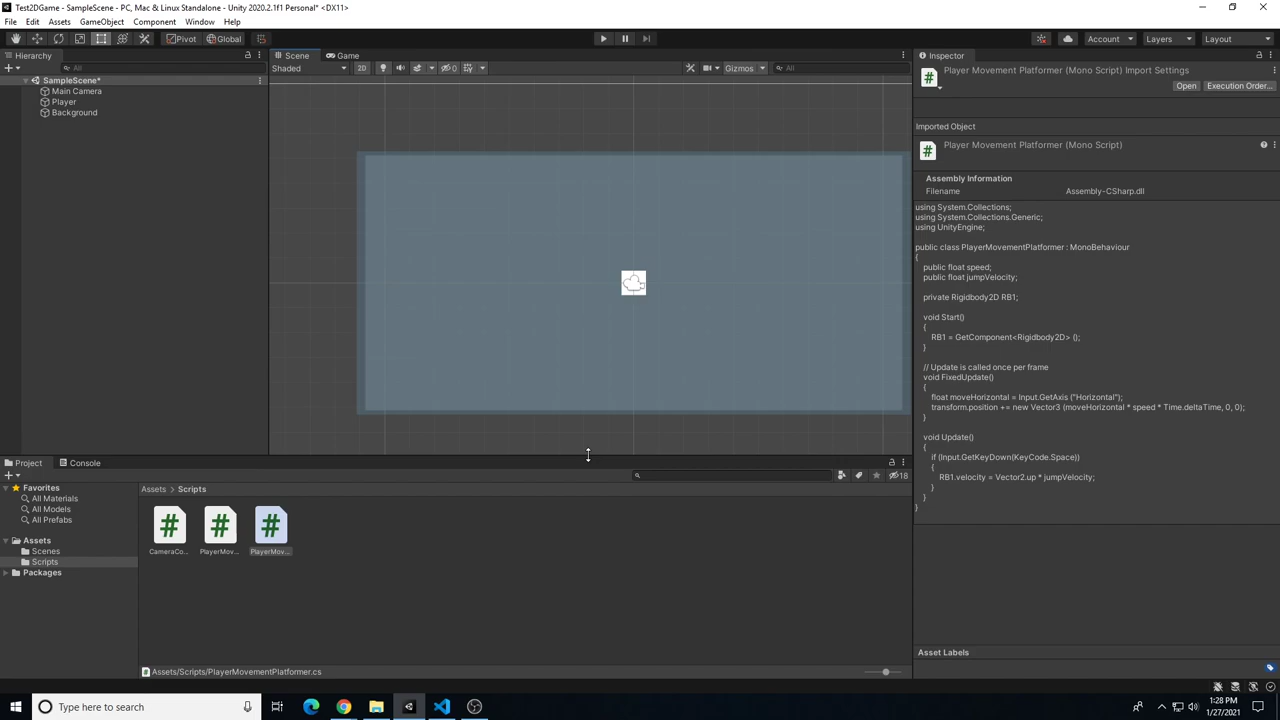 Test2DGame - SampleScene - PC, Mac & Linux Standalone - Unity 2020.2.1f1 Personal* <DX11>
File Edit Assets GameObject Component Window Help
Pivot Global Account Layers Layout
Hierarchy
All
SampleScene*
Main Camera
Player
Background
Scene Game
Shaded 2D 0 Gizmos All
Inspector
Player Movement Platformer (Mono Script) Import Settings
Open Execution Order...
Imported Object
Player Movement Platformer (Mono Script)
Assembly Information
Filename Assembly-CSharp.dll
using System.Collections;
using System.Collections.Generic;
using UnityEngine;
public class PlayerMovementPlatformer : MonoBehaviour
{
public float speed;
public float jumpVelocity;
private Rigidbody2D RB1;
void Start()
{
RB1 = GetComponent<Rigidbody2D> ();
}
// Update is called once per frame
void FixedUpdate()
{
float moveHorizontal = Input.GetAxis ("Horizontal");
transform.position += new Vector3 (moveHorizontal * speed * Time.deltaTime, 0, 0);
}
void Update()
{
if (Input.GetKeyDown(KeyCode.Space))
{
RB1.velocity = Vector2.up * jumpVelocity;
}
}
}
Asset Labels
Project Console
18
Favorites
All Materials
All Models
All Prefabs
Assets
Scenes
Scripts
Packages
Assets > Scripts
CameraCo... PlayerMov... PlayerMov...
Assets/Scripts/PlayerMovementPlatformer.cs
Type here to search
1:28 PM
1/27/2021